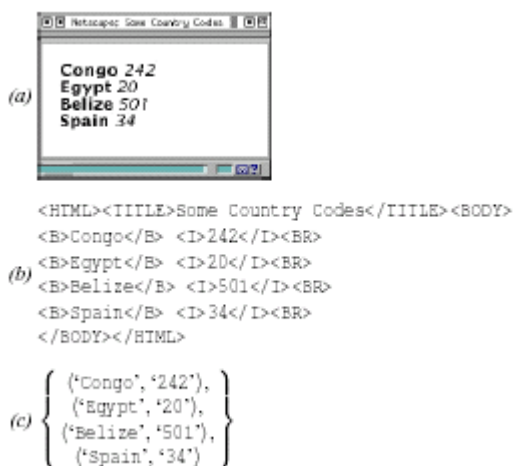 Netscape: Some Country Codes
Congo 242
Egypt 20
Belize 501
Spain 34
(a)
<HTML><TITLE>Some Country Codes</TITLE><BODY>
<B>Congo</B> <I>242</I><BR>
<B>Egypt</B> <I>20</I><BR>
(b)
<B>Belize</B> <I>501</I><BR>
<B>Spain</B> <I>34</I><BR>
</BODY></HTML>
(c)
{ ⟨‘Congo’, ‘242’⟩,
⟨‘Egypt’, ‘20’⟩,
⟨‘Belize’, ‘501’⟩,
⟨‘Spain’, ‘34’⟩ }